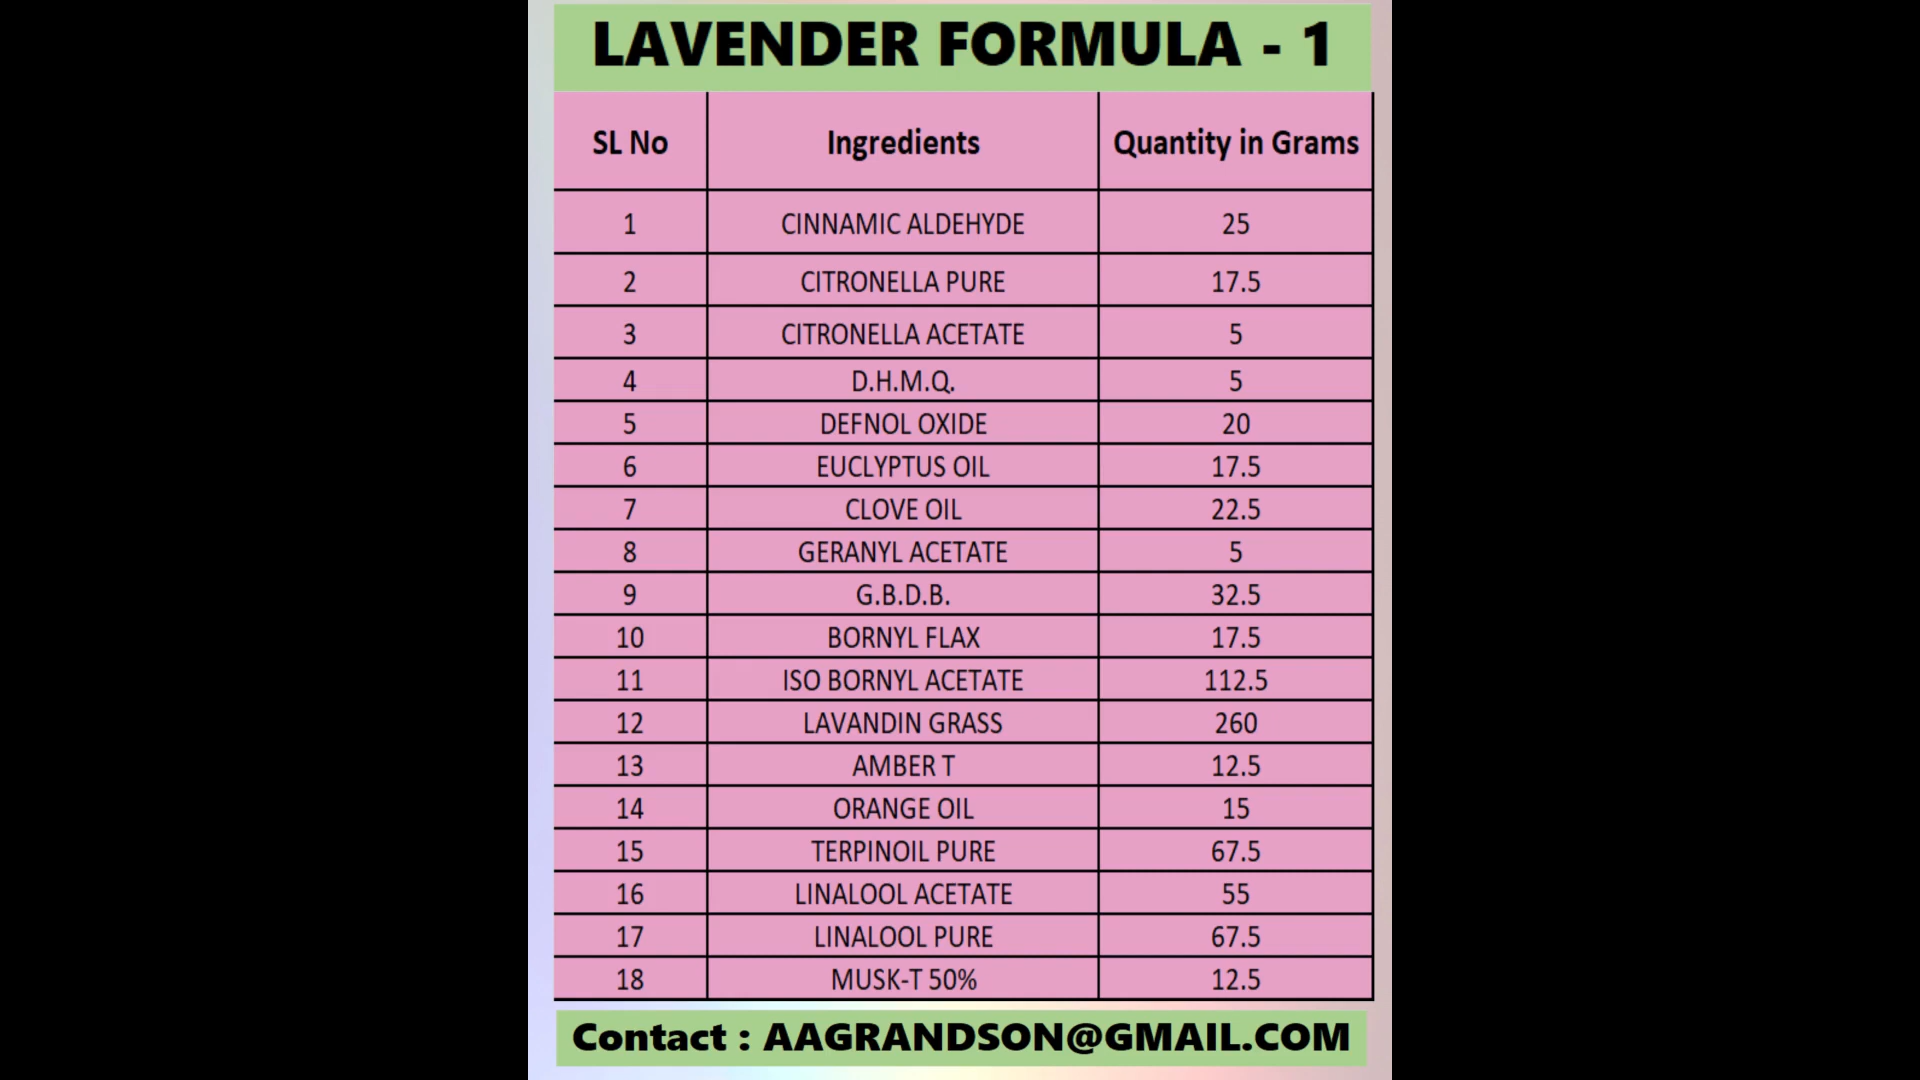 LAVENDER FORMULA - 1
SL No Ingredients Quantity in Grams
1 CINNAMIC ALDEHYDE 25
2 CITRONELLA PURE 17.5
3 CITRONELLA ACETATE 5
4 D.H.M.Q. 5
5 DEFNOL OXIDE 20
6 EUCLYPTUS OIL 17.5
7 CLOVE OIL 22.5
8 GERANYL ACETATE 5
9 G.B.D.B. 32.5
10 BORNYL FLAX 17.5
11 ISO BORNYL ACETATE 112.5
12 LAVANDIN GRASS 260
13 AMBER T 12.5
14 ORANGE OIL 15
15 TERPINOIL PURE 67.5
16 LINALOOL ACETATE 55
17 LINALOOL PURE 67.5
18 MUSK-T 50% 12.5
Contact : AAGRANDSON@GMAIL.COM